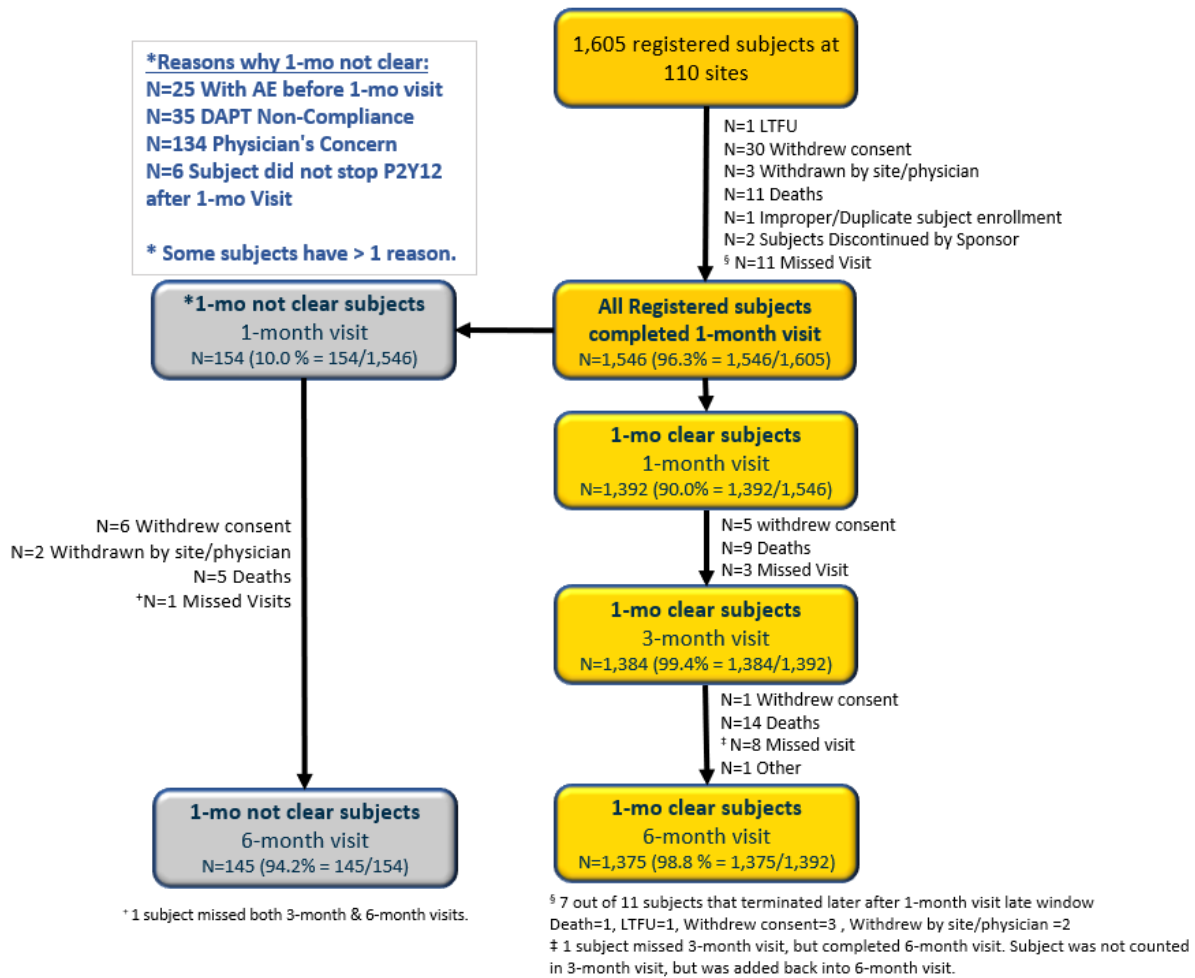 1,605 registered subjects at
110 sites
*Reasons why 1-mo not clear:
N=25 With AE before 1-mo visit
N=35 DAPT Non-Compliance
N=134 Physician's Concern
N=6 Subject did not stop P2Y12
after 1-mo Visit
* Some subjects have > 1 reason.
N=1 LTFU
N=30 Withdrew consent
N=3 Withdrawn by site/physician
N=11 Deaths
N=1 Improper/Duplicate subject enrollment
N=2 Subjects Discontinued by Sponsor
§ N=11 Missed Visit
*1-mo not clear subjects
1-month visit
N=154 (10.0 % = 154/1,546)
All Registered subjects
completed 1-month visit
N=1,546 (96.3% = 1,546/1,605)
1-mo clear subjects
1-month visit
N=1,392 (90.0% = 1,392/1,546)
N=6 Withdrew consent
N=2 Withdrawn by site/physician
N=5 Deaths
+N=1 Missed Visits
N=5 withdrew consent
N=9 Deaths
N=3 Missed Visit
1-mo clear subjects
3-month visit
N=1,384 (99.4% = 1,384/1,392)
N=1 Withdrew consent
N=14 Deaths
‡ N=8 Missed visit
N=1 Other
1-mo not clear subjects
6-month visit
N=145 (94.2% = 145/154)
1-mo clear subjects
6-month visit
N=1,375 (98.8 % = 1,375/1,392)
+ 1 subject missed both 3-month & 6-month visits.
§ 7 out of 11 subjects that terminated later after 1-month visit late window
Death=1, LTFU=1, Withdrew consent=3 , Withdrew by site/physician =2
‡ 1 subject missed 3-month visit, but completed 6-month visit. Subject was not counted
in 3-month visit, but was added back into 6-month visit.